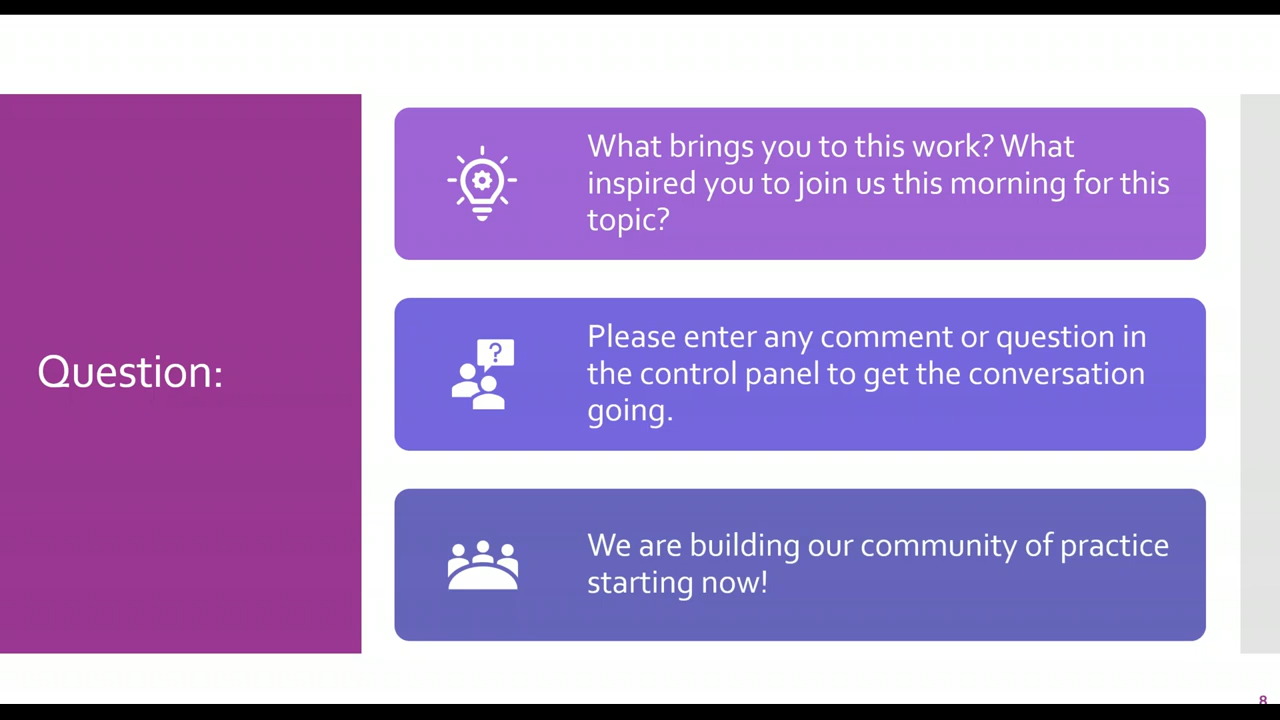 Question:
What brings you to this work? What
inspired you to join us this morning for this
topic?
?
Please enter any comment or question in
the control panel to get the conversation
going.
We are building our community of practice
starting now!
8